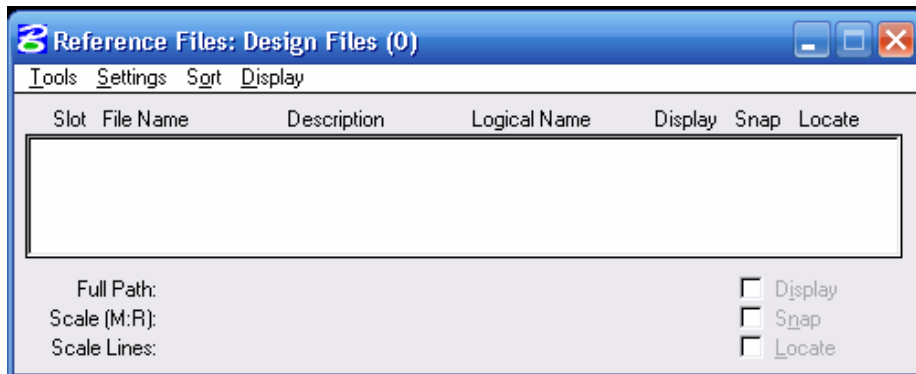 Reference Files: Design Files (0)
Tools Settings Sort Display
Slot File Name Description Logical Name Display Snap Locate
Full Path: Display
Scale (M:R): Snap
Scale Lines: Locate